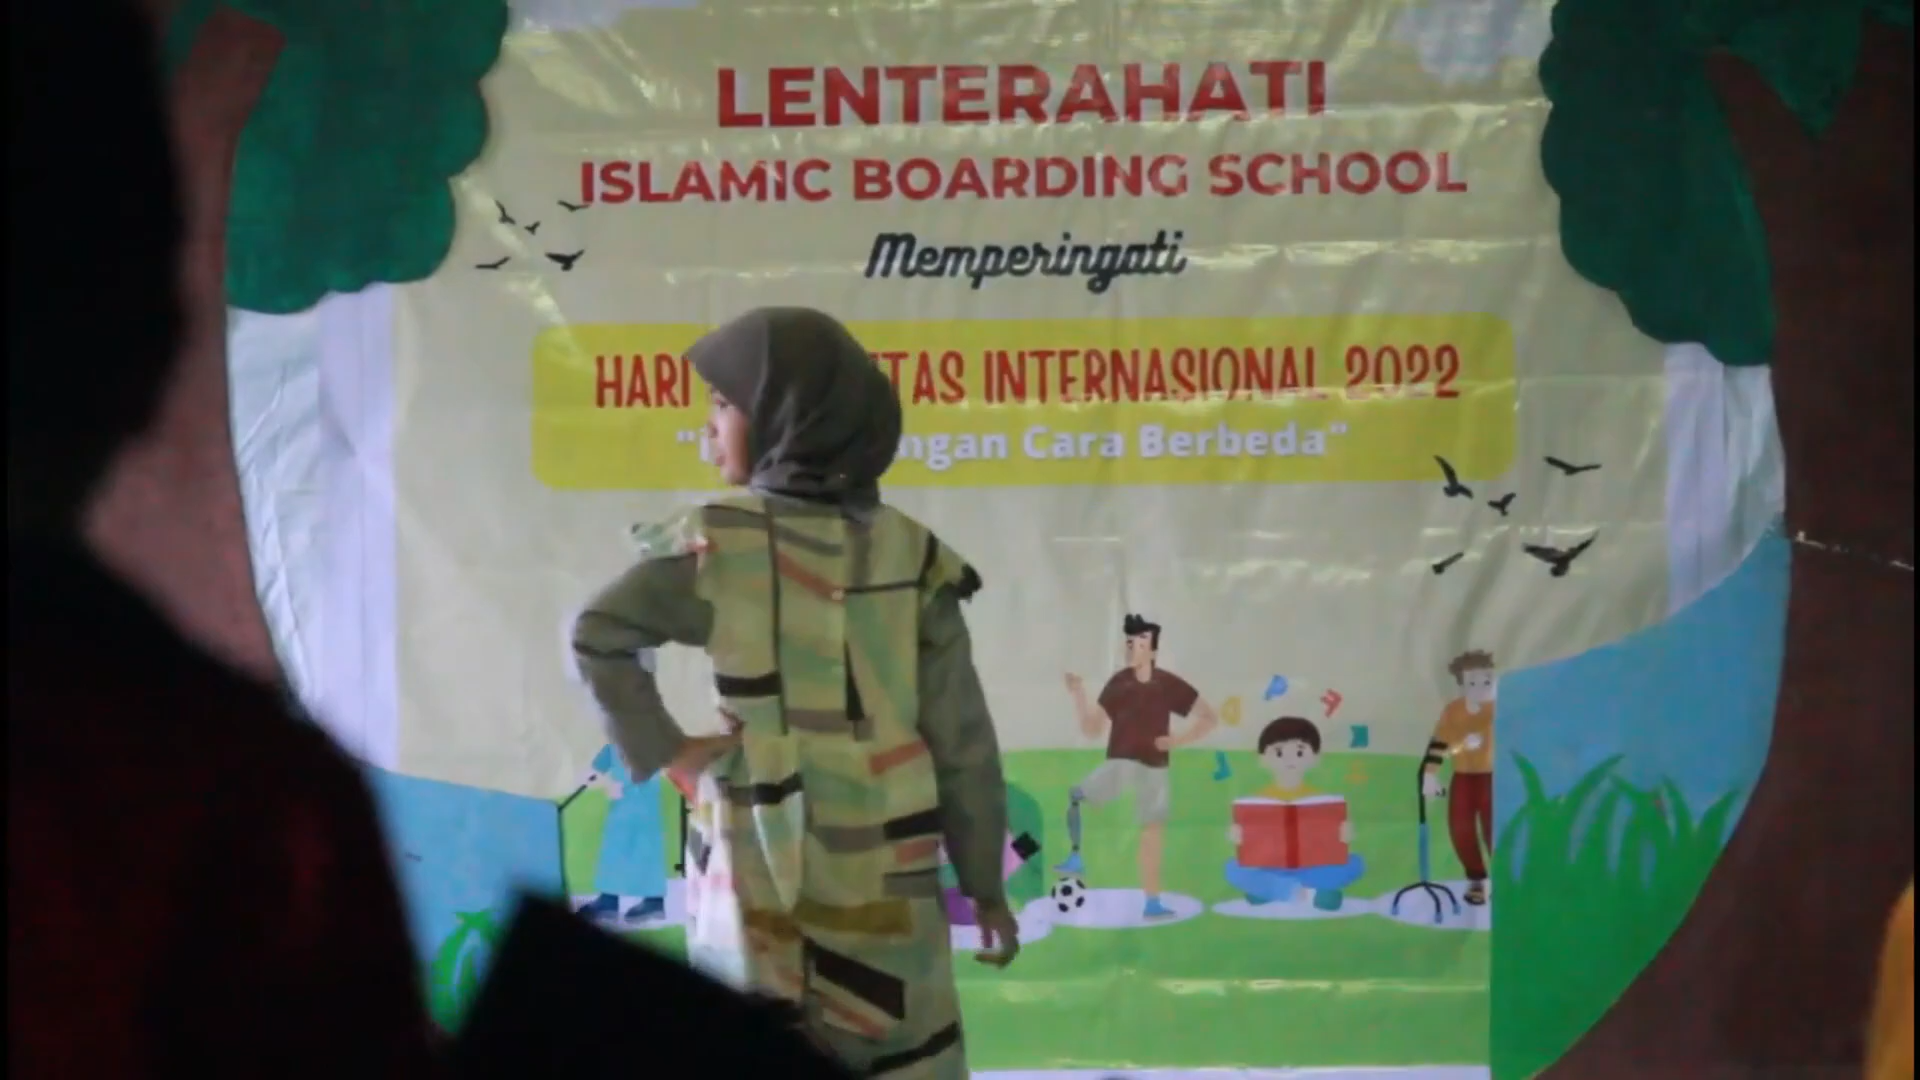 LENTERAHATI
ISLAMIC BOARDING SCHOOL
Memperingati
HARI TAS INTERNASIONAL 2022
ngan Cara Berbeda"